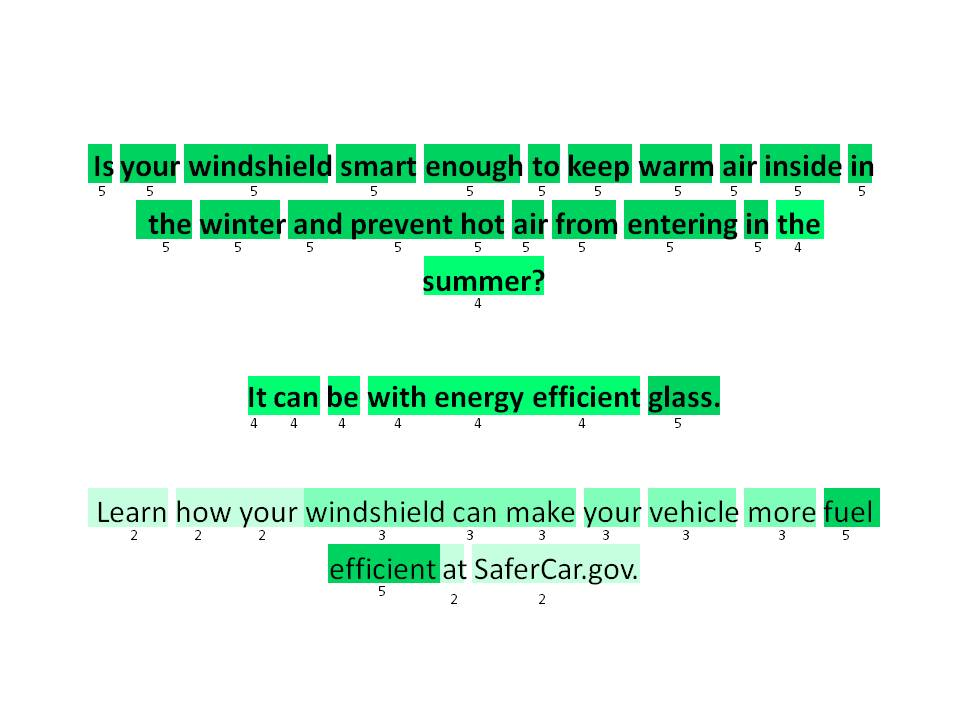 Is your windshield smart enough to keep warm air inside in
5 5 5 5 5 5 5 5 5 5 5
the winter and prevent hot air from entering in the
5 5 5 5 5 5 5 5 5 4
summer?
4
It can be with energy efficient glass.
4 4 4 4 4 4 5
Learn how your windshield can make your vehicle more fuel
2 2 2 3 3 3 3 3 3 5
efficient at SaferCar.gov.
5 2 2